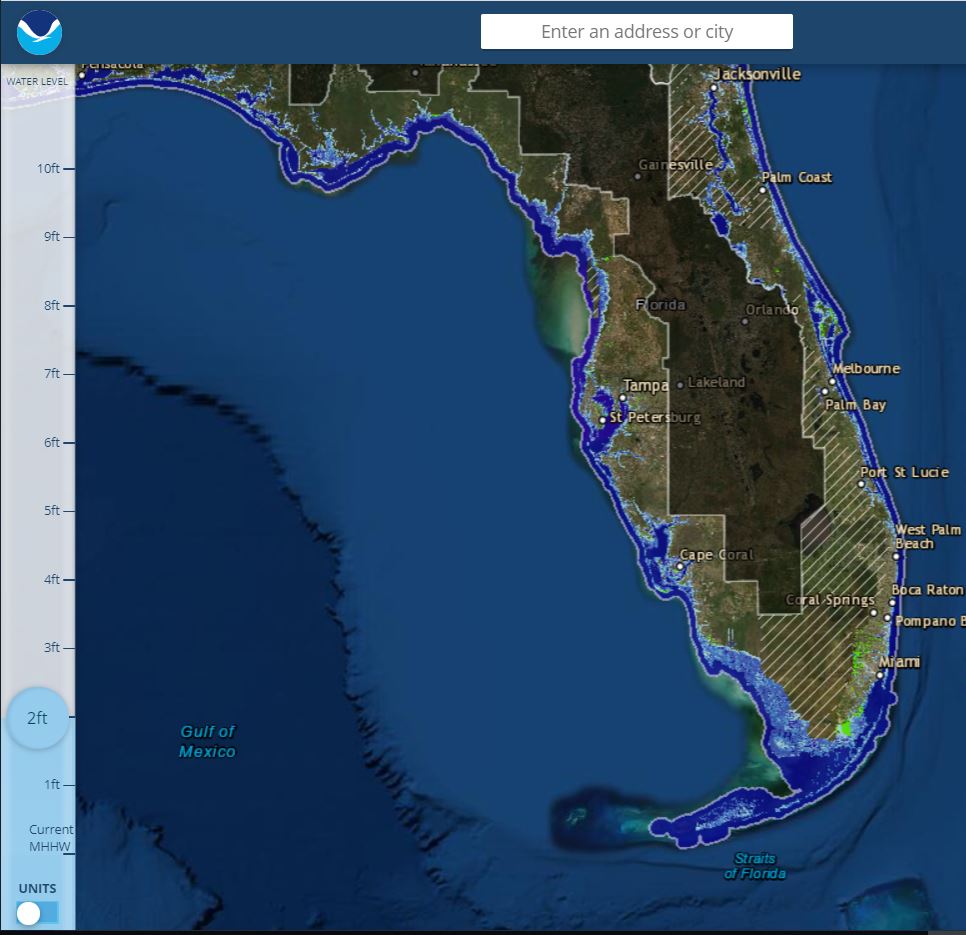 Enter an address or city
Pensacola
Jacksonville
WATER LEVEL
10ft
Gainesville
Palm Coast
9ft
8ft
Florida
Orlando
7ft
Melbourne
Tampa
Lakeland
Palm Bay
St Petersburg
6ft
Port St Lucie
5ft
West Palm
Beach
Cape Coral
4ft
Boca Raton
Coral Springs
Pompano B
3ft
Miami
2ft
Gulf of
Mexico
1ft
Current
MHHW
Straits
of Florida
UNITS